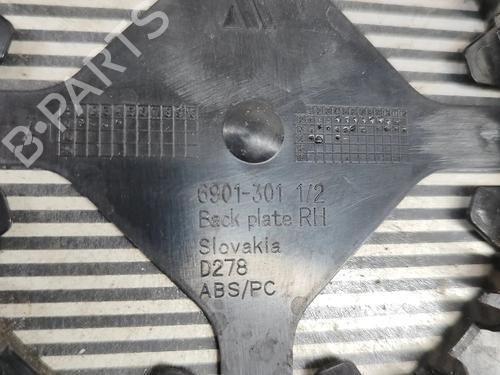 B-PARTS
6901-301 1/2
Back plate RH
Slovakia
D278
ABS/PC